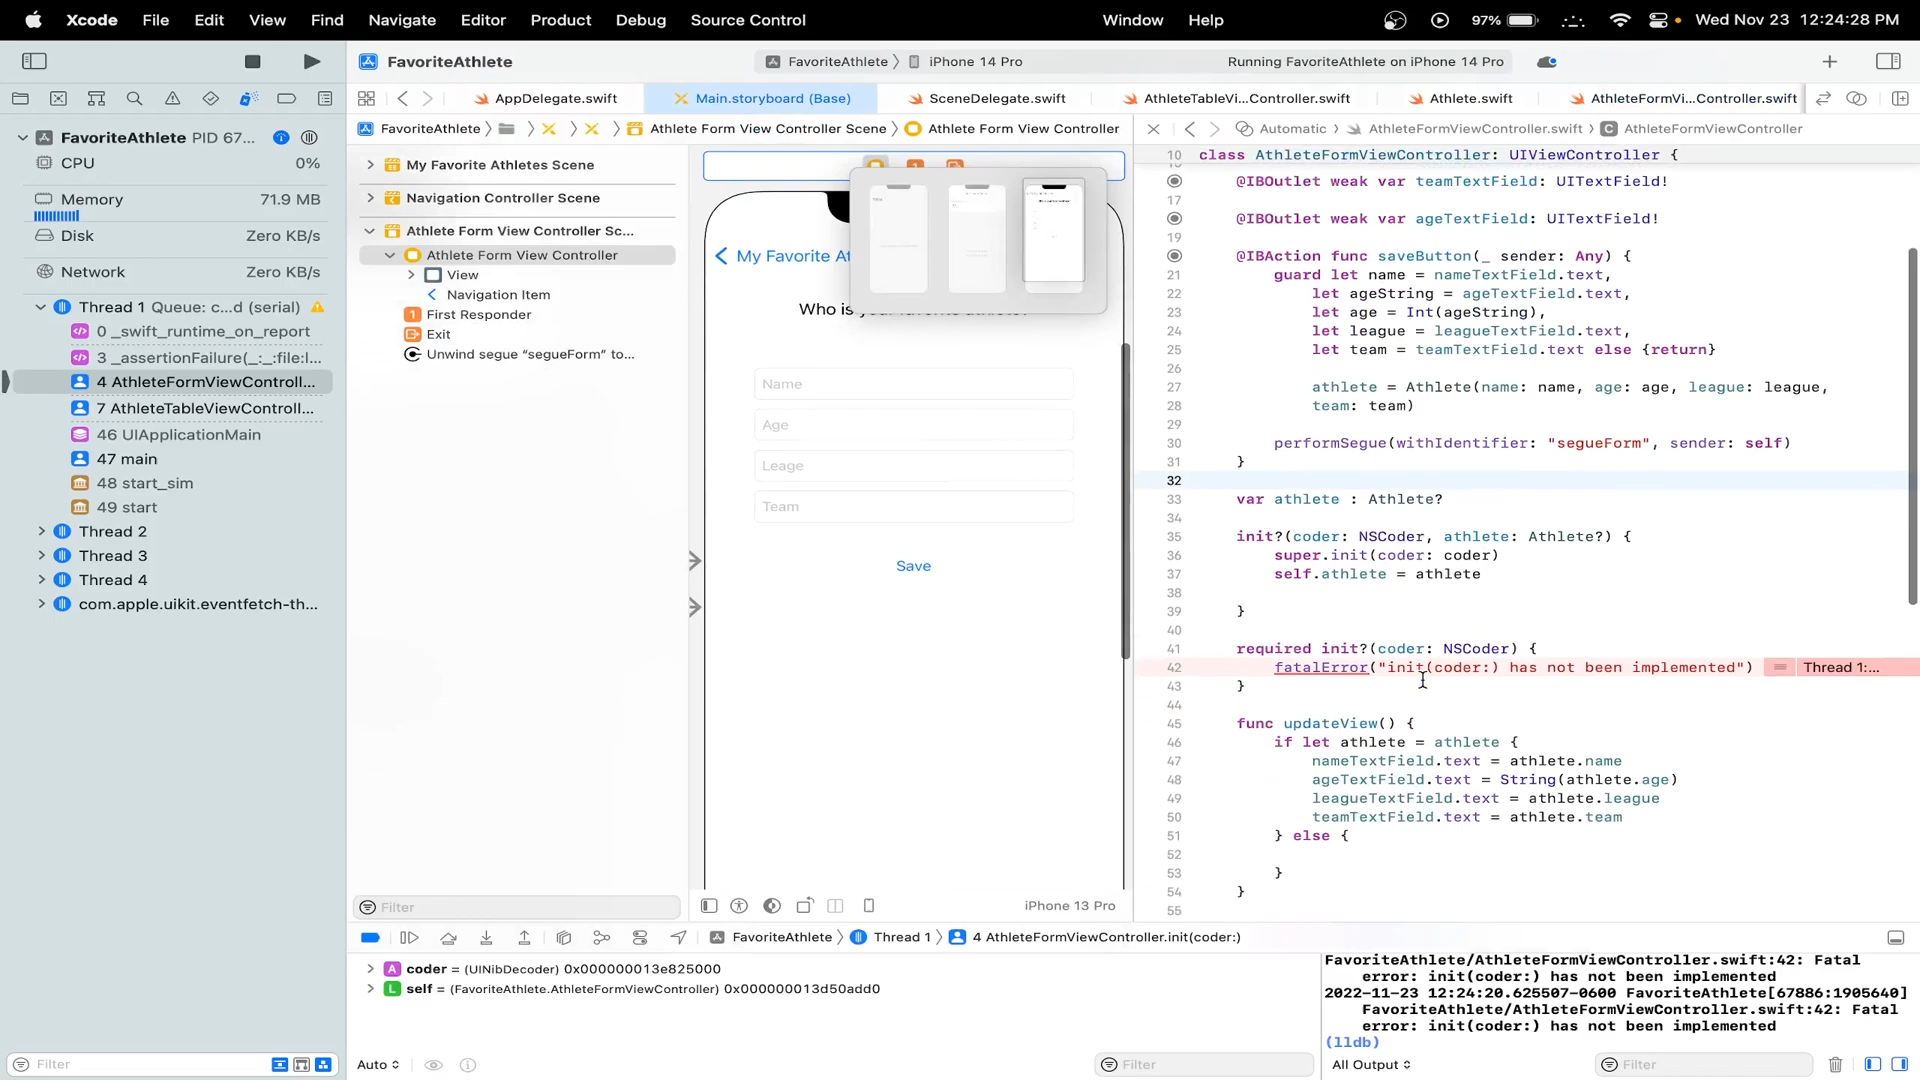 Xcode File Edit View Find Navigate Editor Product Debug Source Control Window Help 97% Wed Nov 23 12:24:28 PM
FavoriteAthlete
FavoriteAthlete iPhone 14 Pro
Running FavoriteAthlete on iPhone 14 Pro
AppDelegate.swift
Main.storyboard (Base)
SceneDelegate.swift
AthleteTableVi...Controller.swift
Athlete.swift
AthleteFormVi...Controller.swift
FavoriteAthlete PID 67...
CPU 0%
Memory 71.9 MB
Disk Zero KB/s
Network Zero KB/s
Thread 1 Queue: c...d (serial)
0 _swift_runtime_on_report
3 _assertionFailure(_:_:file:l...
4 AthleteFormViewControll...
7 AthleteTableViewControll...
46 UIApplicationMain
47 main
48 start_sim
49 start
Thread 2
Thread 3
Thread 4
com.apple.uikit.eventfetch-th...
Filter
FavoriteAthlete
Athlete Form View Controller Scene
Athlete Form View Controller
My Favorite Athletes Scene
Navigation Controller Scene
Athlete Form View Controller Sc...
Athlete Form View Controller
View
Navigation Item
First Responder
Exit
Unwind segue “segueForm” to...
Filter
My Favorite At
Who is your favorite athlete?
Name
Age
Leage
Team
Save
iPhone 13 Pro
Automatic AthleteFormViewController.swift AthleteFormViewController
10 class AthleteFormViewController: UIViewController {
@IBOutlet weak var teamTextField: UITextField!
17
@IBOutlet weak var ageTextField: UITextField!
19
@IBAction func saveButton(_ sender: Any) {
21 guard let name = nameTextField.text,
22 let ageString = ageTextField.text,
23 let age = Int(ageString),
24 let league = leagueTextField.text,
25 let team = teamTextField.text else {return}
26
27 athlete = Athlete(name: name, age: age, league: league,
28 team: team)
29
30 performSegue(withIdentifier: "segueForm", sender: self)
31 }
32
33 var athlete : Athlete?
34
35 init?(coder: NSCoder, athlete: Athlete?) {
36 super.init(coder: coder)
37 self.athlete = athlete
38
39 }
40
41 required init?(coder: NSCoder) {
42 fatalError("init(coder:) has not been implemented") Thread 1:...
43 }
44
45 func updateView() {
46 if let athlete = athlete {
47 nameTextField.text = athlete.name
48 ageTextField.text = String(athlete.age)
49 leagueTextField.text = athlete.league
50 teamTextField.text = athlete.team
51 } else {
52
53 }
54 }
55
FavoriteAthlete Thread 1 4 AthleteFormViewController.init(coder:)
coder = (UINibDecoder) 0x000000013e825000
self = (FavoriteAthlete.AthleteFormViewController) 0x000000013d50add0
Auto
Filter
FavoriteAthlete/AthleteFormViewController.swift:42: Fatal
error: init(coder:) has not been implemented
2022-11-23 12:24:20.625507-0600 FavoriteAthlete[67886:1905640]
FavoriteAthlete/AthleteFormViewController.swift:42: Fatal
error: init(coder:) has not been implemented
(lldb)
All Output
Filter